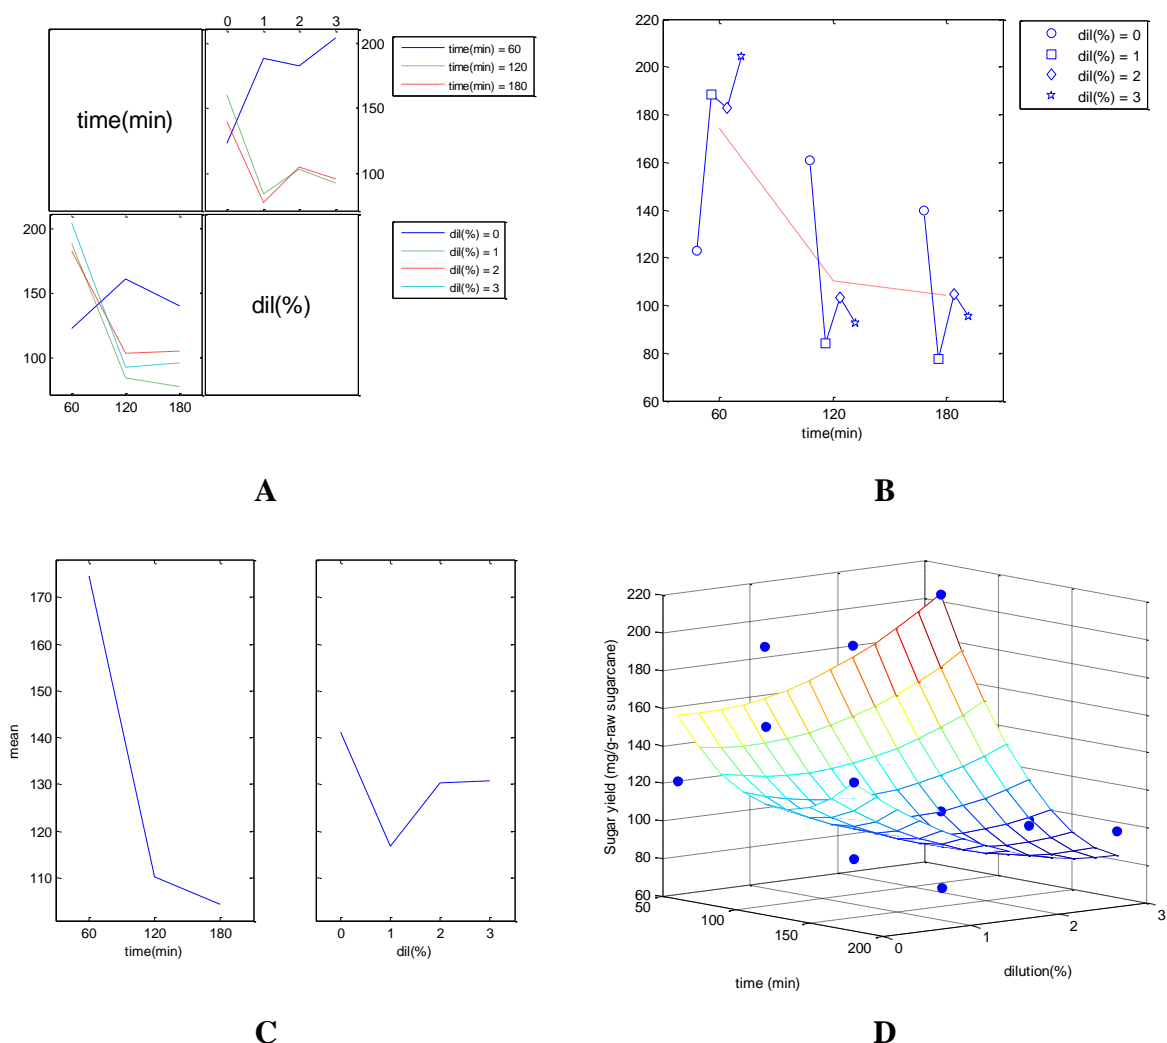 0 1 2 3
200
150
100
time(min)
time(min) = 60
time(min) = 120
time(min) = 180
200
150
100
60 120 180
dil(%)
dil(%) = 0
dil(%) = 1
dil(%) = 2
dil(%) = 3
A
220
200
180
160
140
120
100
80
60
60 120 180
time(min)
dil(%) = 0
dil(%) = 1
dil(%) = 2
dil(%) = 3
B
mean
170
160
150
140
130
120
110
60 120 180
time(min)
0 1 2 3
dil(%)
C
Sugar yield (mg/g-raw sugarcane)
220
200
180
160
140
120
100
80
60
50 100 150 200
time (min)
0 1 2 3
dilution(%)
D